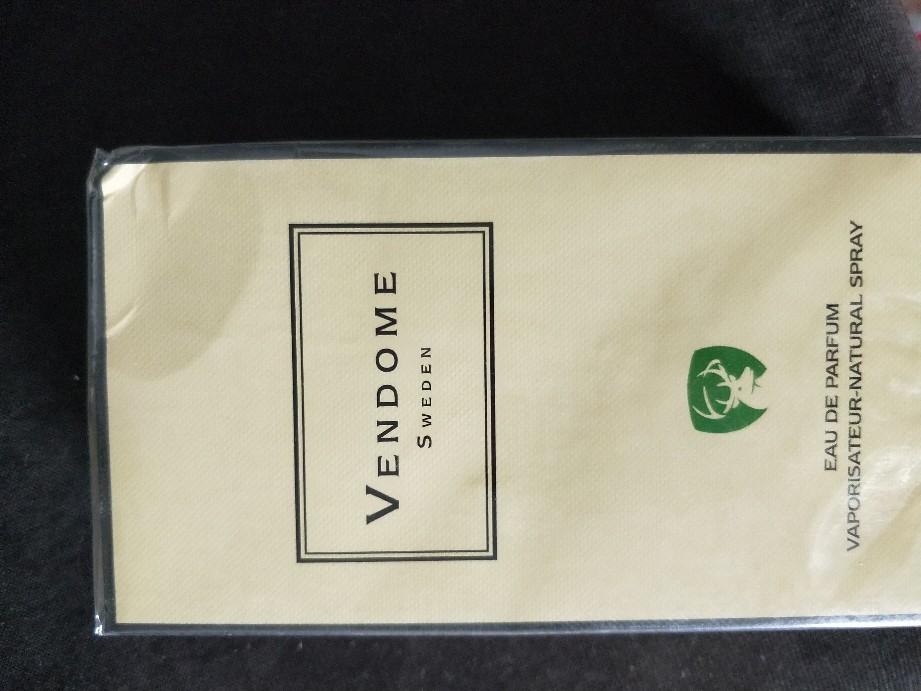 VENDOME
SWEDEN
EAU DE PARFUM
VAPORISATEUR-NATURAL SPRAY